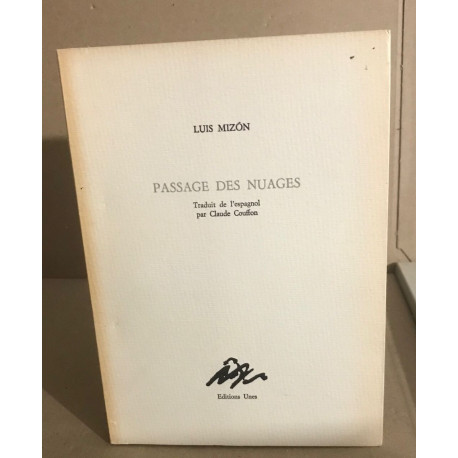 LUIS MIZÓN
PASSAGE DES NUAGES
Traduit de l'espagnol
par Claude Couffon
Editions Unes